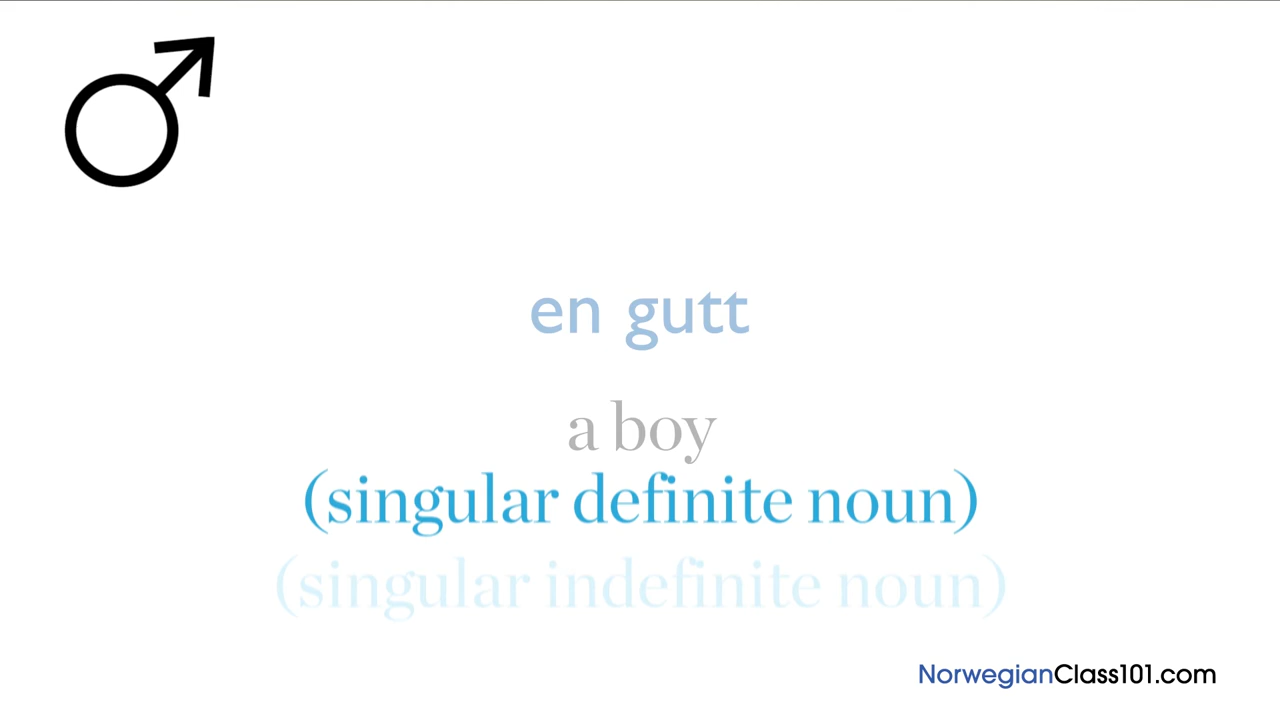 en gutt
a boy
(singular definite noun)
(singular indefinite noun)
NorwegianClass101.com